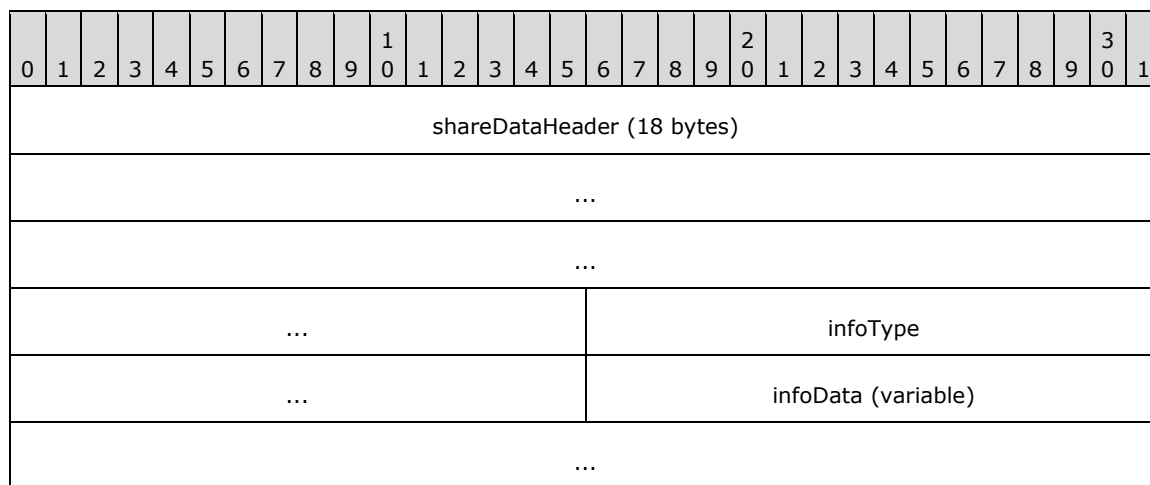 1 2 3
0 1 2 3 4 5 6 7 8 9 0 1 2 3 4 5 6 7 8 9 0 1 2 3 4 5 6 7 8 9 0 1
shareDataHeader (18 bytes)
...
...
... infoType
... infoData (variable)
...